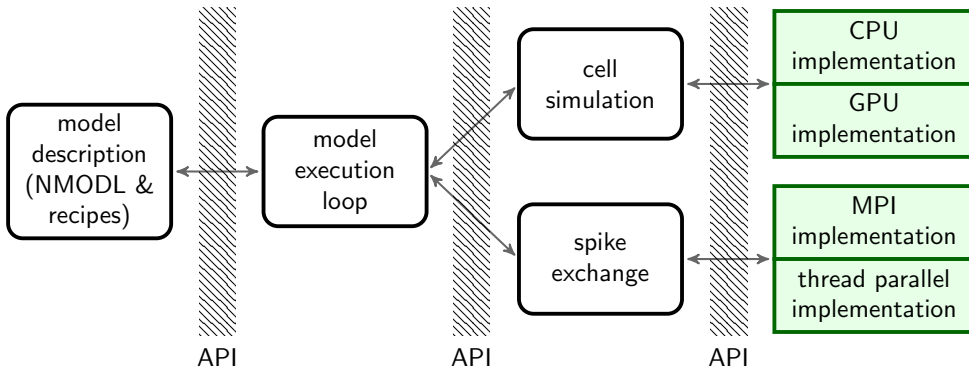 model
description
(NMODL &
recipes)
model
execution
loop
cell
simulation
spike
exchange
CPU
implementation
GPU
implementation
MPI
implementation
thread parallel
implementation
API
API
API